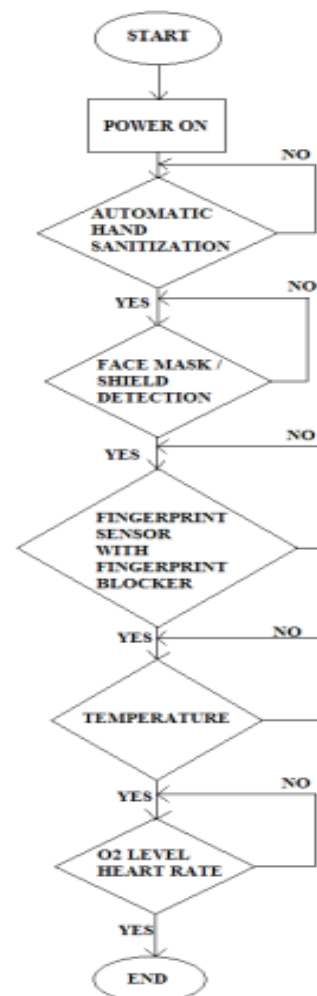 START
POWER ON
NO
AUTOMATIC
HAND
SANITIZATION
YES
NO
FACE MASK /
SHIELD
DETECTION
YES
NO
FINGERPRINT
SENSOR
WITH
FINGERPRINT
BLOCKER
YES
NO
TEMPERATURE
YES
NO
O2 LEVEL
HEART RATE
YES
END